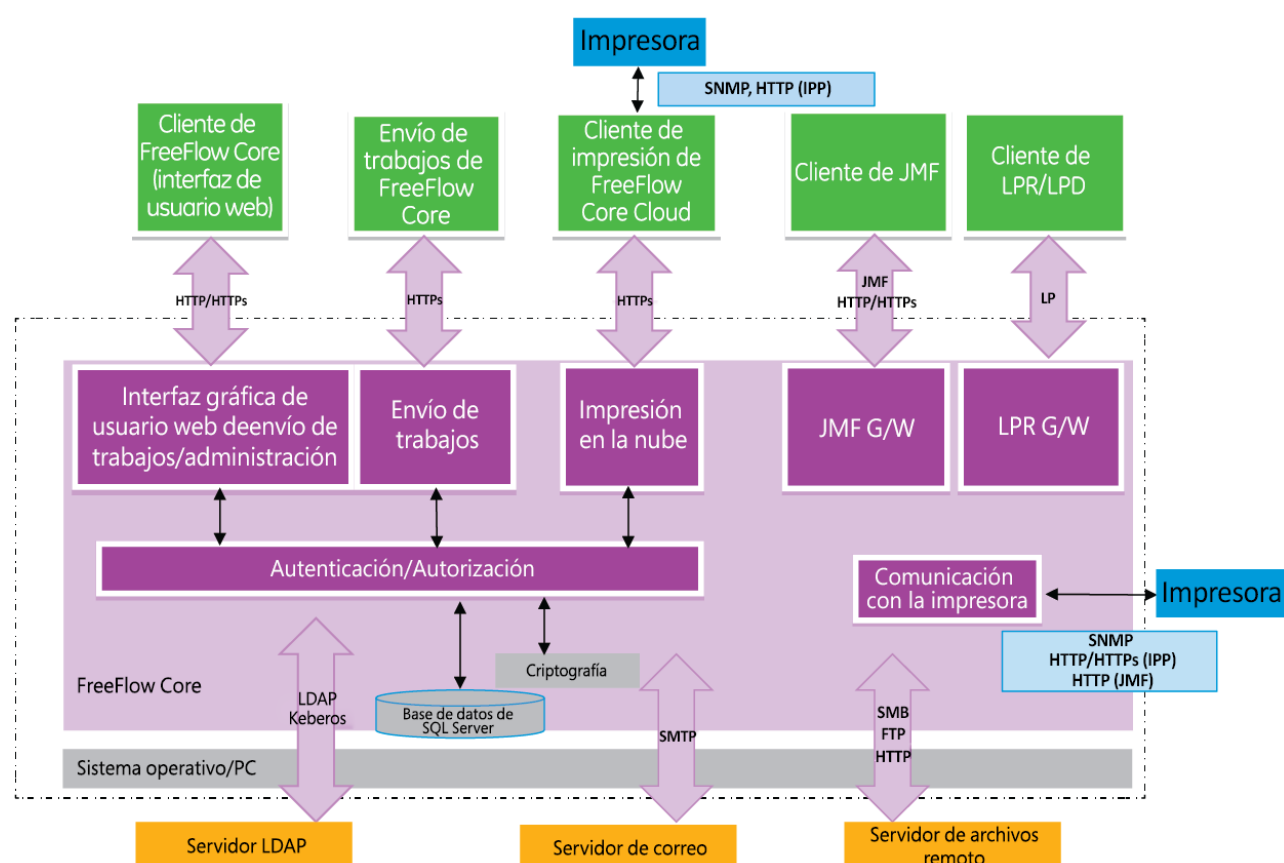 Impresora
SNMP, HTTP (IPP)
Cliente de
FreeFlow Core
(interfaz de
usuario web)
Envío de
trabajos de
FreeFlow
Core
Cliente de
impresión de
FreeFlow
Core Cloud
Cliente de JMF
Cliente de
LPR/LPD
HTTP/HTTPs
HTTPs
HTTPs
JMF
HTTP/HTTPs
LP
Interfaz gráfica de
usuario web deenvío de
trabajos/administración
Envío de
trabajos
Impresión
en la nube
JMF G/W
LPR G/W
Autenticación/Autorización
Comunicación
con la impresora
Impresora
SNMP
HTTP/HTTPs (IPP)
HTTP (JMF)
Criptografía
FreeFlow Core
LDAP
Keberos
Base de datos de
SQL Server
SMTP
SMB
FTP
HTTP
Sistema operativo/PC
Servidor LDAP
Servidor de correo
Servidor de archivos
remoto